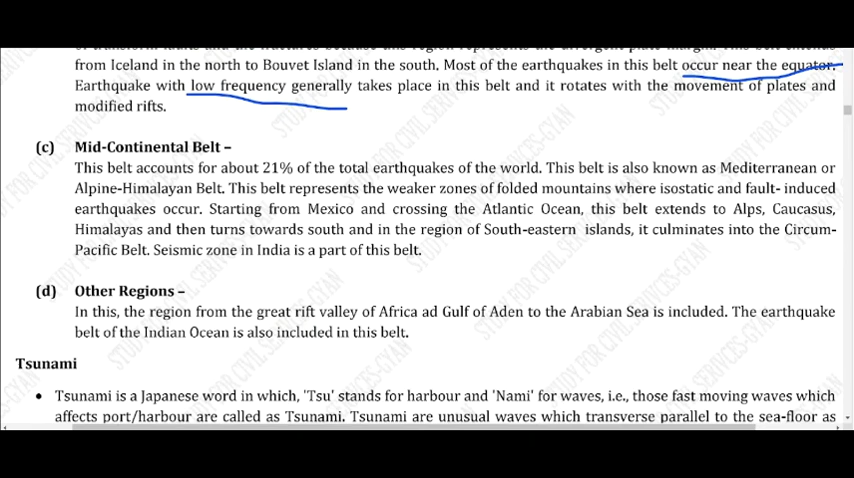 from Iceland in the north to Bouvet Island in the south. Most of the earthquakes in this belt occur near the equator.
Earthquake with low frequency generally takes place in this belt and it rotates with the movement of plates and
modified rifts.
(c) Mid-Continental Belt –
This belt accounts for about 21% of the total earthquakes of the world. This belt is also known as Mediterranean or
Alpine-Himalayan Belt. This belt represents the weaker zones of folded mountains where isostatic and fault- induced
earthquakes occur. Starting from Mexico and crossing the Atlantic Ocean, this belt extends to Alps, Caucasus,
Himalayas and then turns towards south and in the region of South-eastern islands, it culminates into the Circum-
Pacific Belt. Seismic zone in India is a part of this belt.
(d) Other Regions –
In this, the region from the great rift valley of Africa ad Gulf of Aden to the Arabian Sea is included. The earthquake
belt of the Indian Ocean is also included in this belt.
Tsunami
• Tsunami is a Japanese word in which, 'Tsu' stands for harbour and 'Nami' for waves, i.e., those fast moving waves which
affects port/harbour are called as Tsunami. Tsunami are unusual waves which transverse parallel to the sea-floor as